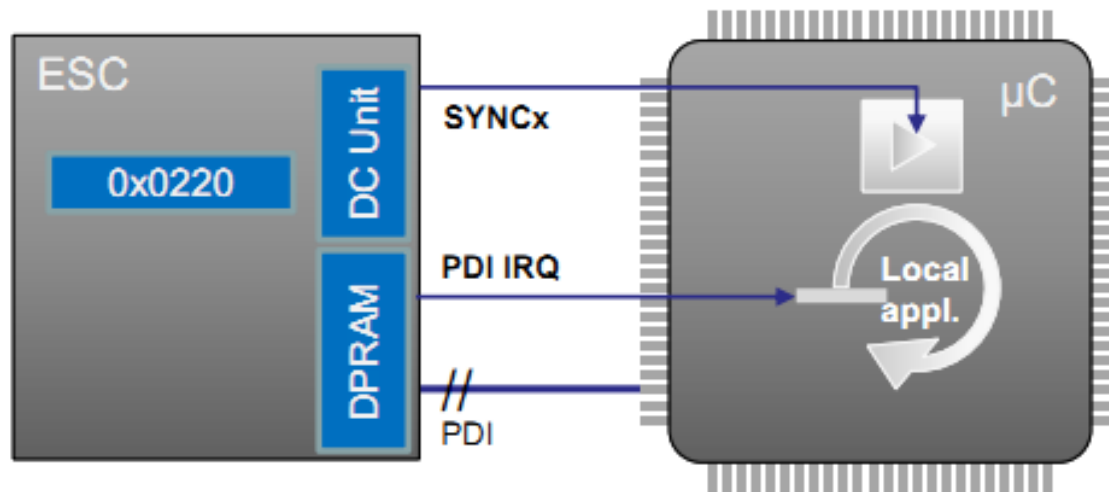 ESC
DC Unit
0x0220
DPRAM
SYNCx
PDI IRQ
//
PDI
µC
Local
appl.